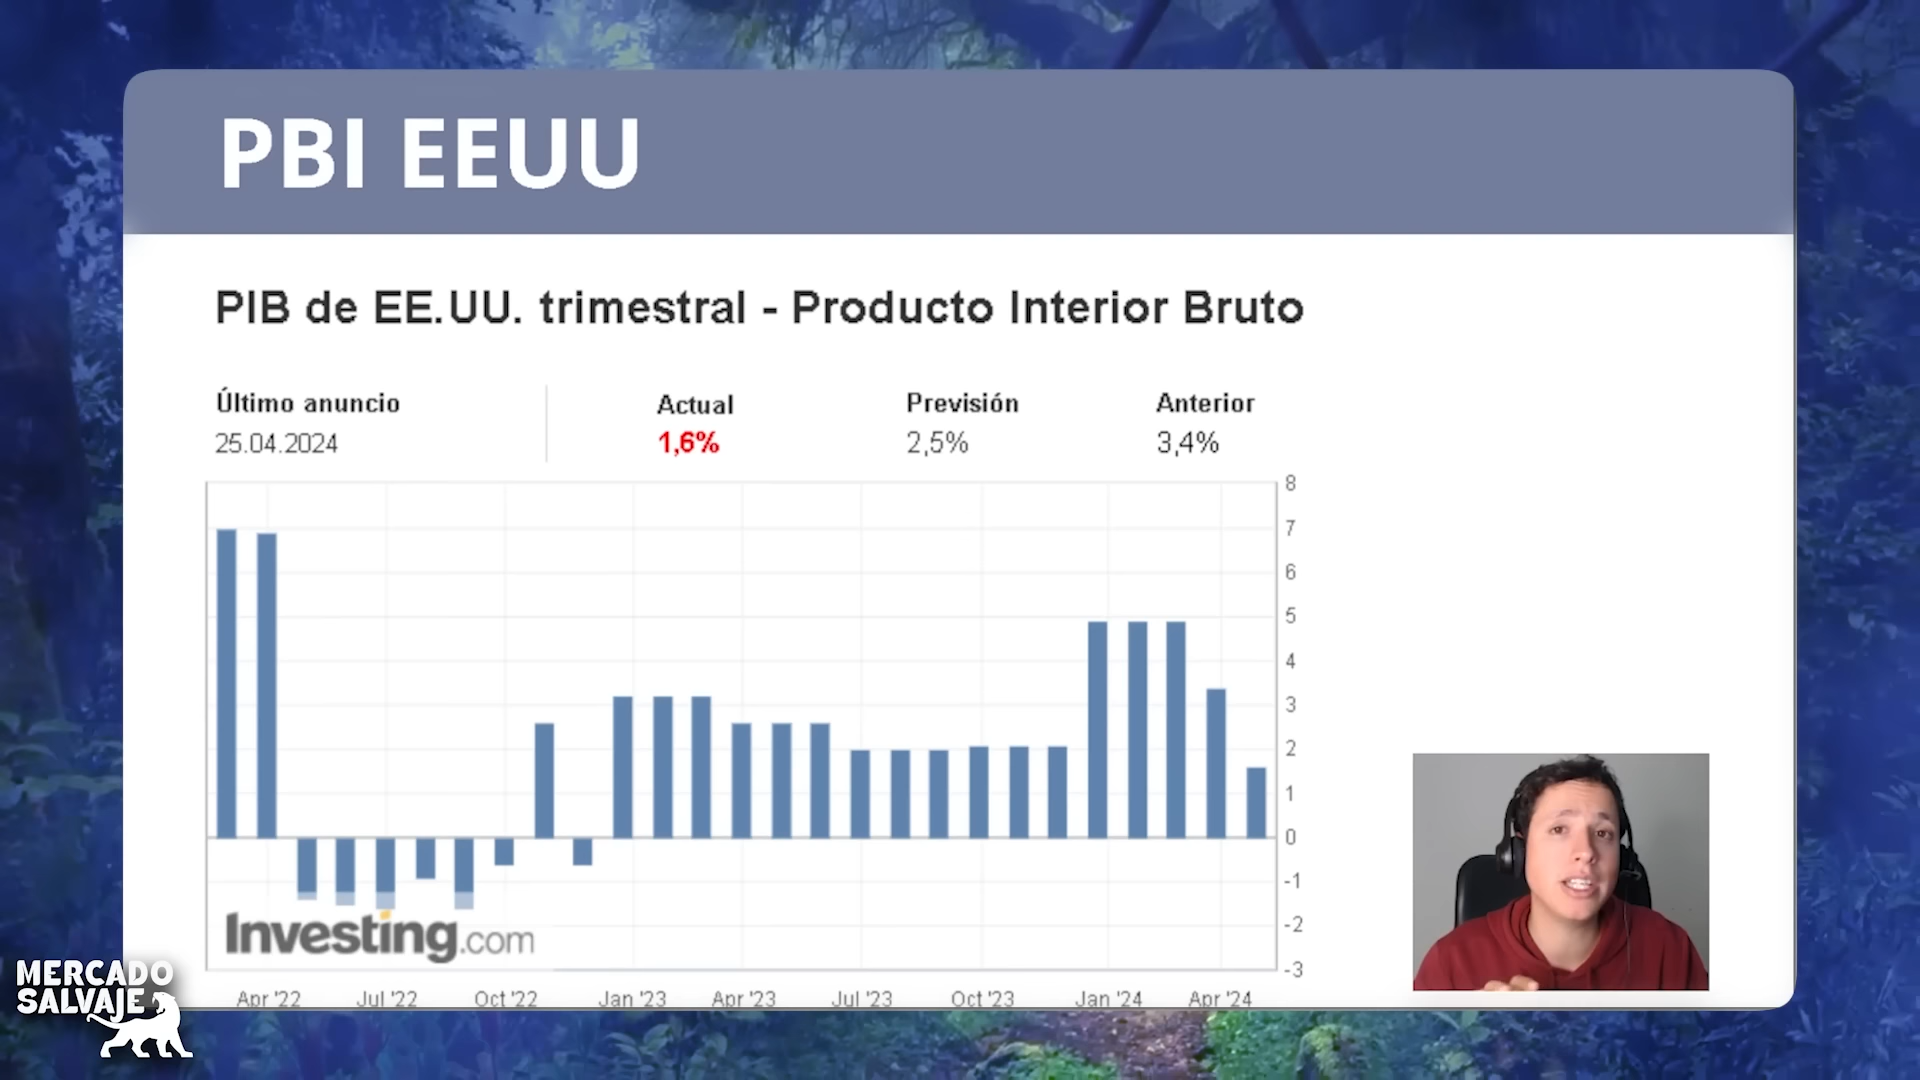 PBI EEUU
PIB de EE.UU. trimestral - Producto Interior Bruto
Último anuncio
Actual
Previsión
Anterior
25.04.2024
1,6%
2,5%
3,4%
8
7
6
5
4
3
2
1
0
-1
-2
-3
Investing.com
Apr '22
Jul '22
Oct '22
Jan '23
Apr '23
Jul '23
Oct '23
Jan '24
Apr '24
MERCADO
SALVAJE